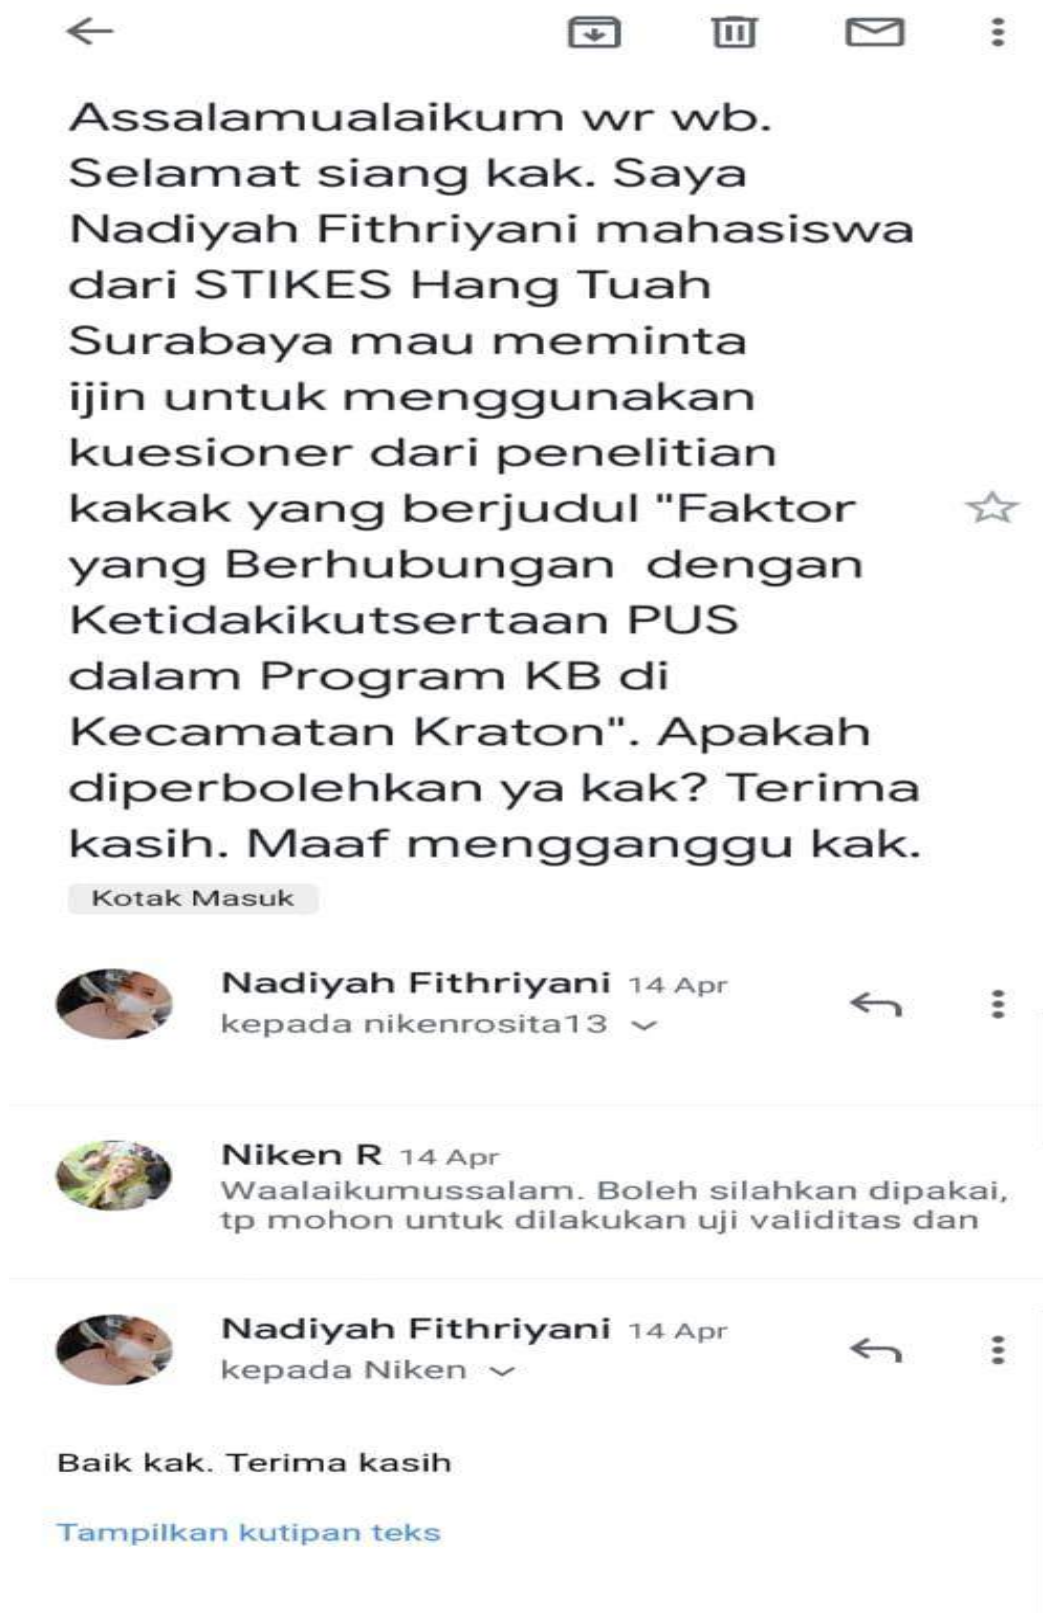 Assalamualaikum wr wb.
Selamat siang kak. Saya
Nadiyah Fithriyani mahasiswa
dari STIKES Hang Tuah
Surabaya mau meminta
ijin untuk menggunakan
kuesioner dari penelitian
kakak yang berjudul "Faktor
yang Berhubungan  dengan
Ketidakikutsertaan PUS
dalam Program KB di
Kecamatan Kraton". Apakah
diperbolehkan ya kak? Terima
kasih. Maaf mengganggu kak.
Kotak Masuk
Nadiyah Fithriyani 14 Apr
kepada nikenrosita13
Niken R 14 Apr
Waalaikumussalam. Boleh silahkan dipakai,
tp mohon untuk dilakukan uji validitas dan
Nadiyah Fithriyani 14 Apr
kepada Niken
Baik kak. Terima kasih
Tampilkan kutipan teks